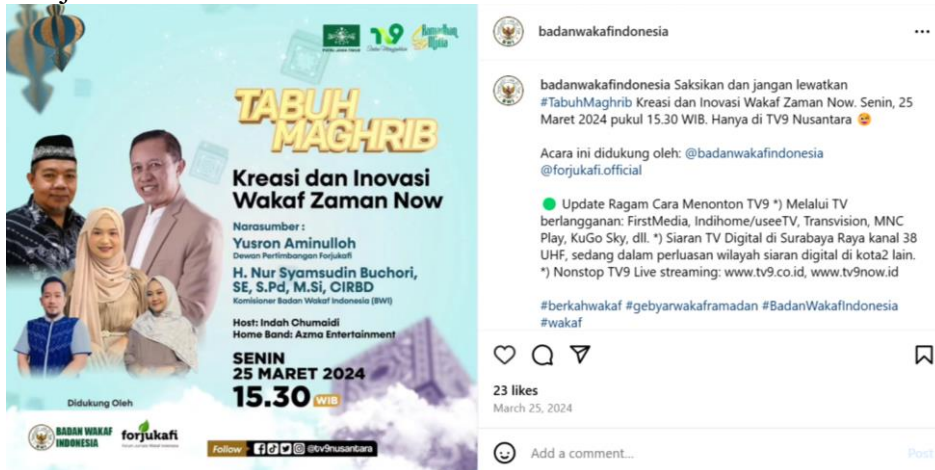 TV9
Ramadhan
Mulia
TABUH
MAGHRIB
Kreasi dan Inovasi
Wakaf Zaman Now
Narasumber :
Yusron Aminulloh
Dewan Pertimbangan Forjukafi
H. Nur Syamsudin Buchori,
SE, S.Pd, M.Si, CIRBD
Komisioner Badan Wakaf Indonesia (BWI)
Host: Indah Chumaidi
Home Band: Azma Entertainment
SENIN
25 MARET 2024
15.30 WIB
Didukung Oleh
BADAN WAKAF
INDONESIA
forjukafi
Follow
@tv9nusantara
badanwakafindonesia
badanwakafindonesia Saksikan dan jangan lewatkan
#TabuhMaghrib Kreasi dan Inovasi Wakaf Zaman Now. Senin, 25
Maret 2024 pukul 15.30 WIB. Hanya di TV9 Nusantara 😄
Acara ini didukung oleh: @badanwakafindonesia
@forjukafi.official
🟢 Update Ragam Cara Menonton TV9 *) Melalui TV
berlangganan: FirstMedia, Indihome/useeTV, Transvision, MNC
Play, KuGo Sky, dll. *) Siaran TV Digital di Surabaya Raya kanal 38
UHF, sedang dalam perluasan wilayah siaran digital di kota2 lain.
*) Nonstop TV9 Live streaming: www.tv9.co.id, www.tv9now.id
#berkahwakaf #gebyarwakaframadan #BadanWakafIndonesia
#wakaf
23 likes
March 25, 2024
Add a comment...
Post